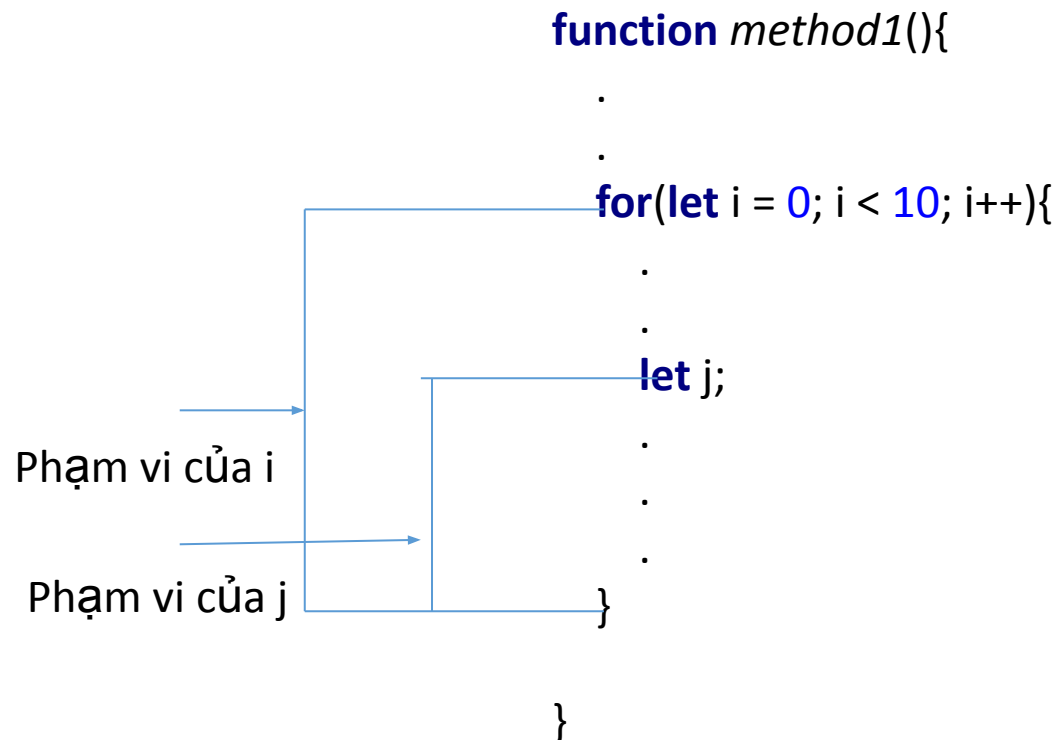 function method1(){
.
.
for(let i = 0; i < 10; i++){
.
.
let j;
.
Phạm vi của i
.
.
Phạm vi của j
}
}